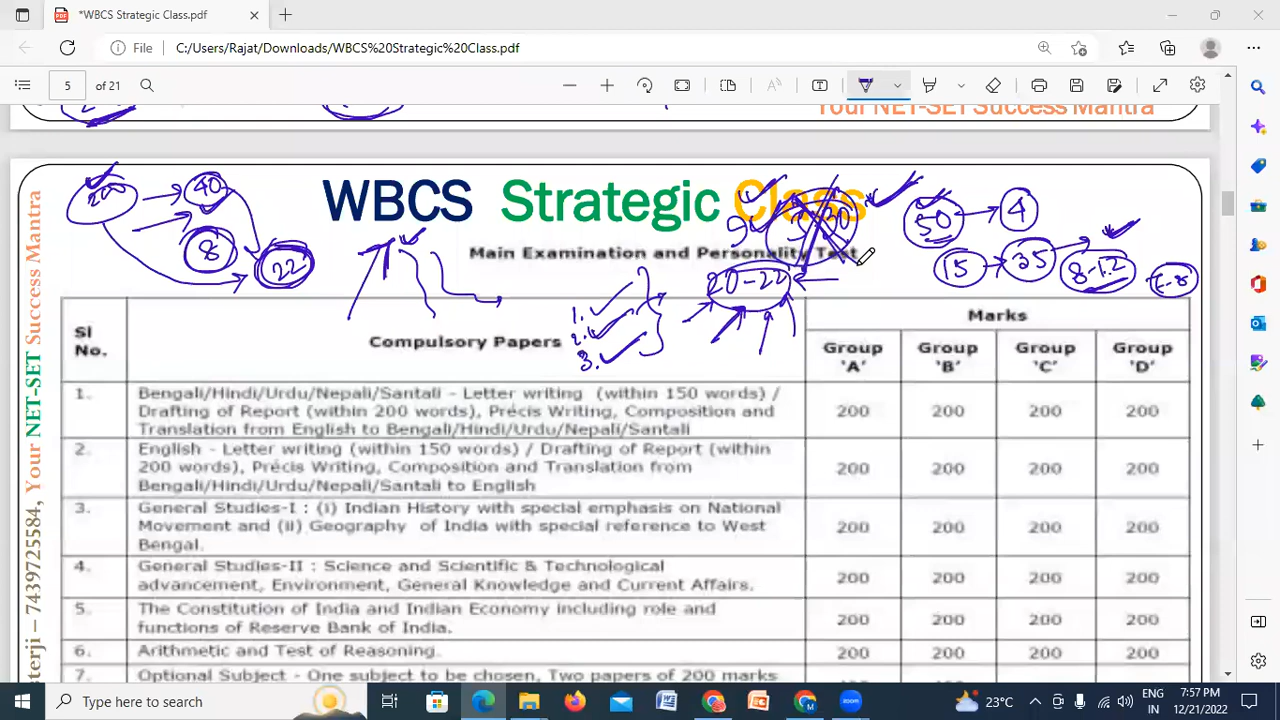 *WBCS Strategic Class.pdf
File
C:/Users/Rajat/Downloads/WBCS%20Strategic%20Class.pdf
5
of 21
Your NET-SET Success Mantra
WBCS Strategic Class
200
40
8
22
50
4
15
35
8-12
20-22
1.
2.
3.
Main Examination and Personality Test
Sl No.
Compulsory Papers
Marks
Group 'A'
Group 'B'
Group 'C'
Group 'D'
1.
Bengali/Hindi/Urdu/Nepali/Santali - Letter writing (within 150 words) /
Drafting of Report (within 200 words), Précis Writing, Composition and
Translation from English to Bengali/Hindi/Urdu/Nepali/Santali
200 200 200 200
2.
English - Letter writing (within 150 words) / Drafting of Report (within
200 words), Précis Writing, Composition and Translation from
Bengali/Hindi/Urdu/Nepali/Santali to English
200 200 200 200
3.
General Studies-I : (i) Indian History with special emphasis on National
Movement and (ii) Geography of India with special reference to West
Bengal.
200 200 200 200
4.
General Studies-II : Science and Scientific & Technological
advancement, Environment, General Knowledge and Current Affairs.
200 200 200 200
5.
The Constitution of India and Indian Economy including role and
functions of Reserve Bank of India.
200 200 200 200
6.
Arithmetic and Test of Reasoning.
200 200 200 200
7.
Optional Subject - One subject to be chosen, Two papers of 200 marks
eterji – 7439725584, Your NET-SET Success Mantra
Type here to search
23°C
ENG
IN
7:57 PM
12/21/2022